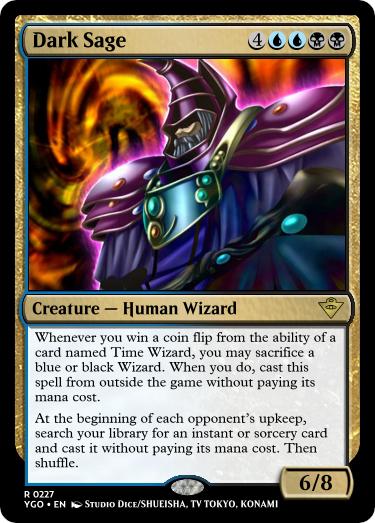 Dark Sage 4
Creature — Human Wizard
Whenever you win a coin flip from the ability of a
card named Time Wizard, you may sacrifice a
blue or black Wizard. When you do, cast this
spell from outside the game without paying its
mana cost.
At the beginning of each opponent's upkeep,
search your library for an instant or sorcery card
and cast it without paying its mana cost. Then
shuffle.
6/8
R 0227
YGO • EN Studio Dice/SHUEISHA, TV TOKYO, KONAMI